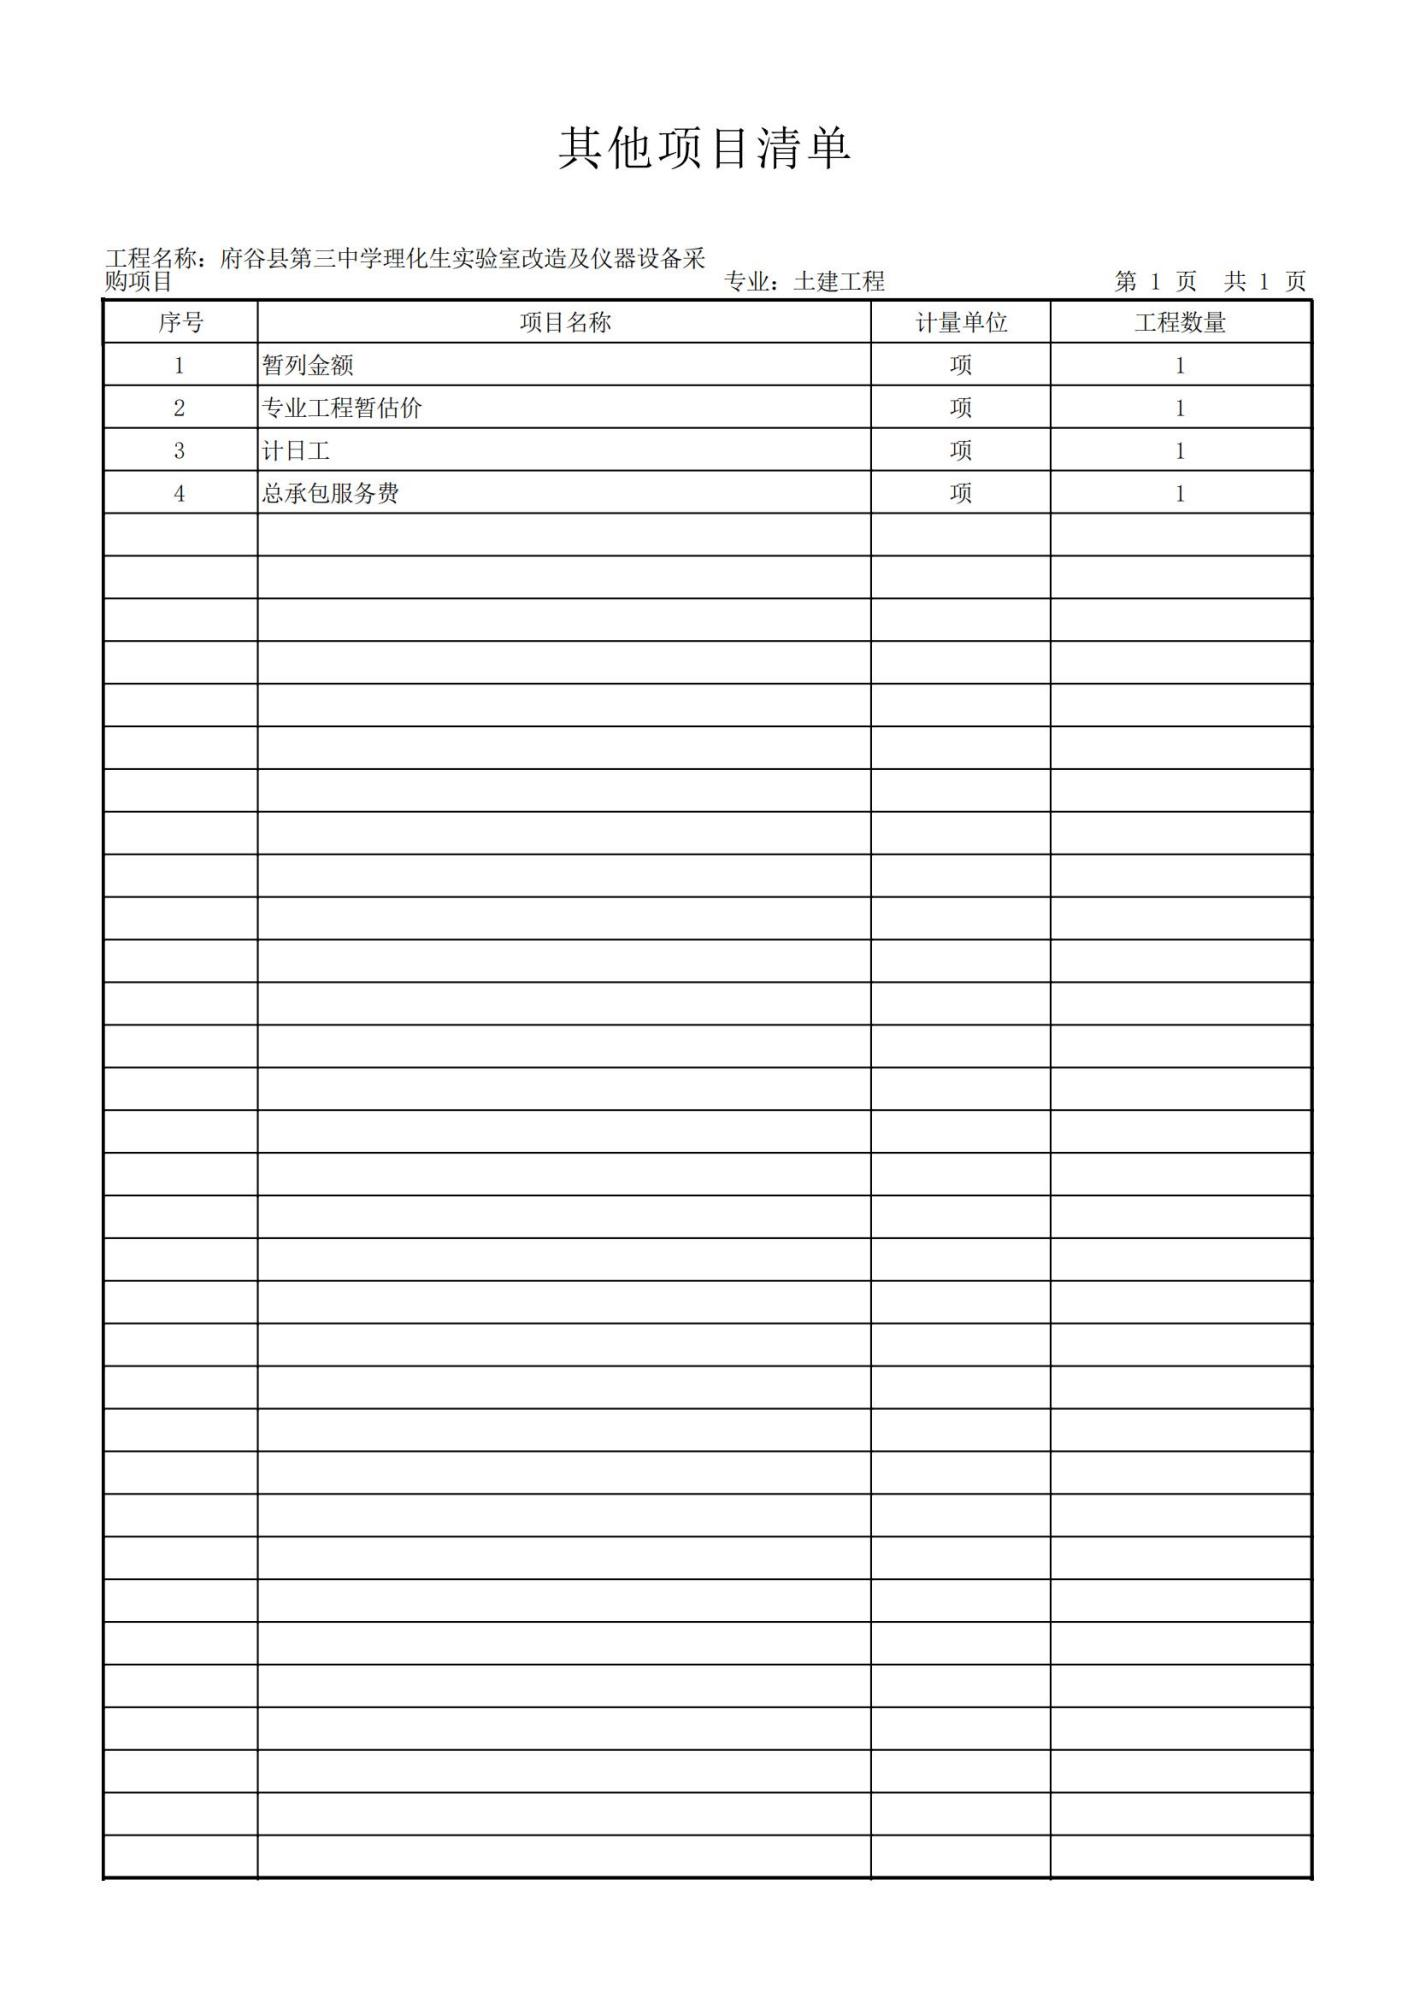 其他项目清单
工程名称：府谷县第三中学理化生实验室改造及仪器设备采
购项目 专业：土建工程 第 1 页 共 1 页
序号 项目名称 计量单位 工程数量
1 暂列金额 项 1
2 专业工程暂估价 项 1
3 计日工 项 1
4 总承包服务费 项 1